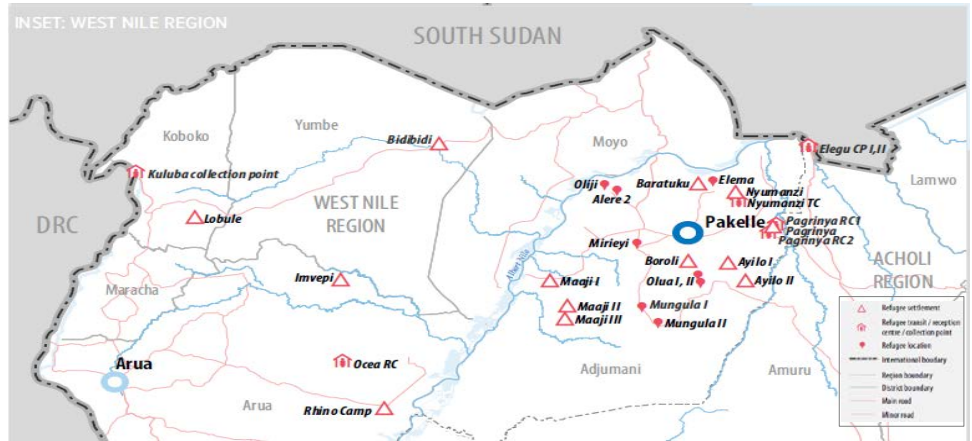 INSET: WEST NILE REGION
SOUTH SUDAN
Koboko
Yumbe
Bidibidi
Moyo
Elegu CP I,II
Lamwo
Kuluba collection point
Oliji
Alere 2
Baratuku
Elema
Nyumanzi
Nyumanzi TC
DRC
Lobule
WEST NILE
REGION
Albert Nile
Pakelle
Pagrinya RC1
Pagrinya
Pagrinya RC2
Mirieyi
Boroli
Ayilo I
ACHOLI
REGION
Maracha
Imvepi
Maaji I
Olua I, II
Ayilo II
Maaji II
Maaji III
Mungula I
Mungula II
Arua
Ocea RC
Adjumani
Amuru
Arua
Rhino Camp
Refugee settlement
Refugee transit / reception
centre / collection point
Refugee location
International boudary
Region boundary
District boundary
Main road
Minor road